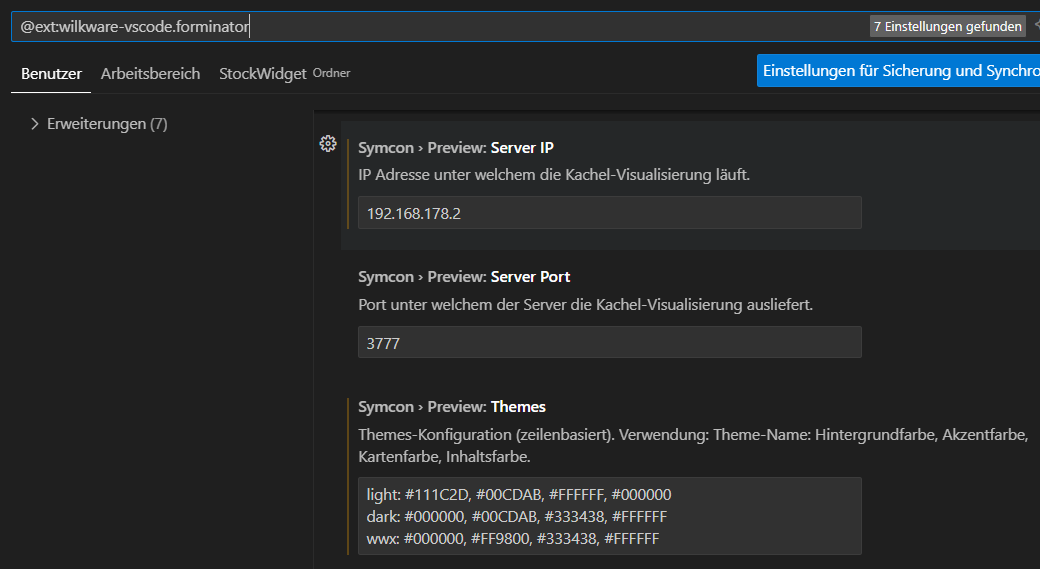 @ext:wilkware-vscode.forminator
7 Einstellungen gefunden
Benutzer Arbeitsbereich StockWidget Ordner
Einstellungen für Sicherung und Synchro
Erweiterungen (7)
Symcon › Preview: Server IP
IP Adresse unter welchem die Kachel-Visualisierung läuft.
192.168.178.2
Symcon › Preview: Server Port
Port unter welchem der Server die Kachel-Visualisierung ausliefert.
3777
Symcon › Preview: Themes
Themes-Konfiguration (zeilenbasiert). Verwendung: Theme-Name: Hintergrundfarbe, Akzentfarbe,
Kartenfarbe, Inhaltsfarbe.
light: #111C2D, #00CDAB, #FFFFFF, #000000
dark: #000000, #00CDAB, #333438, #FFFFFF
wwx: #000000, #FF9800, #333438, #FFFFFF